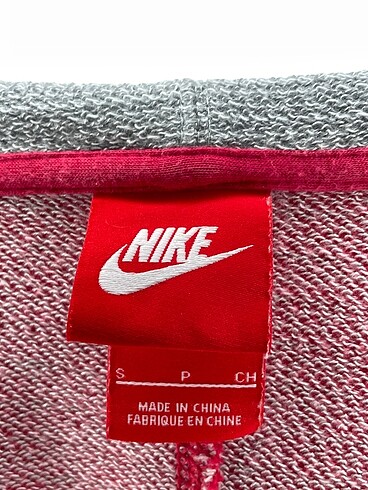 NIKE
S P CH
MADE IN CHINA
FABRIQUE EN CHINE